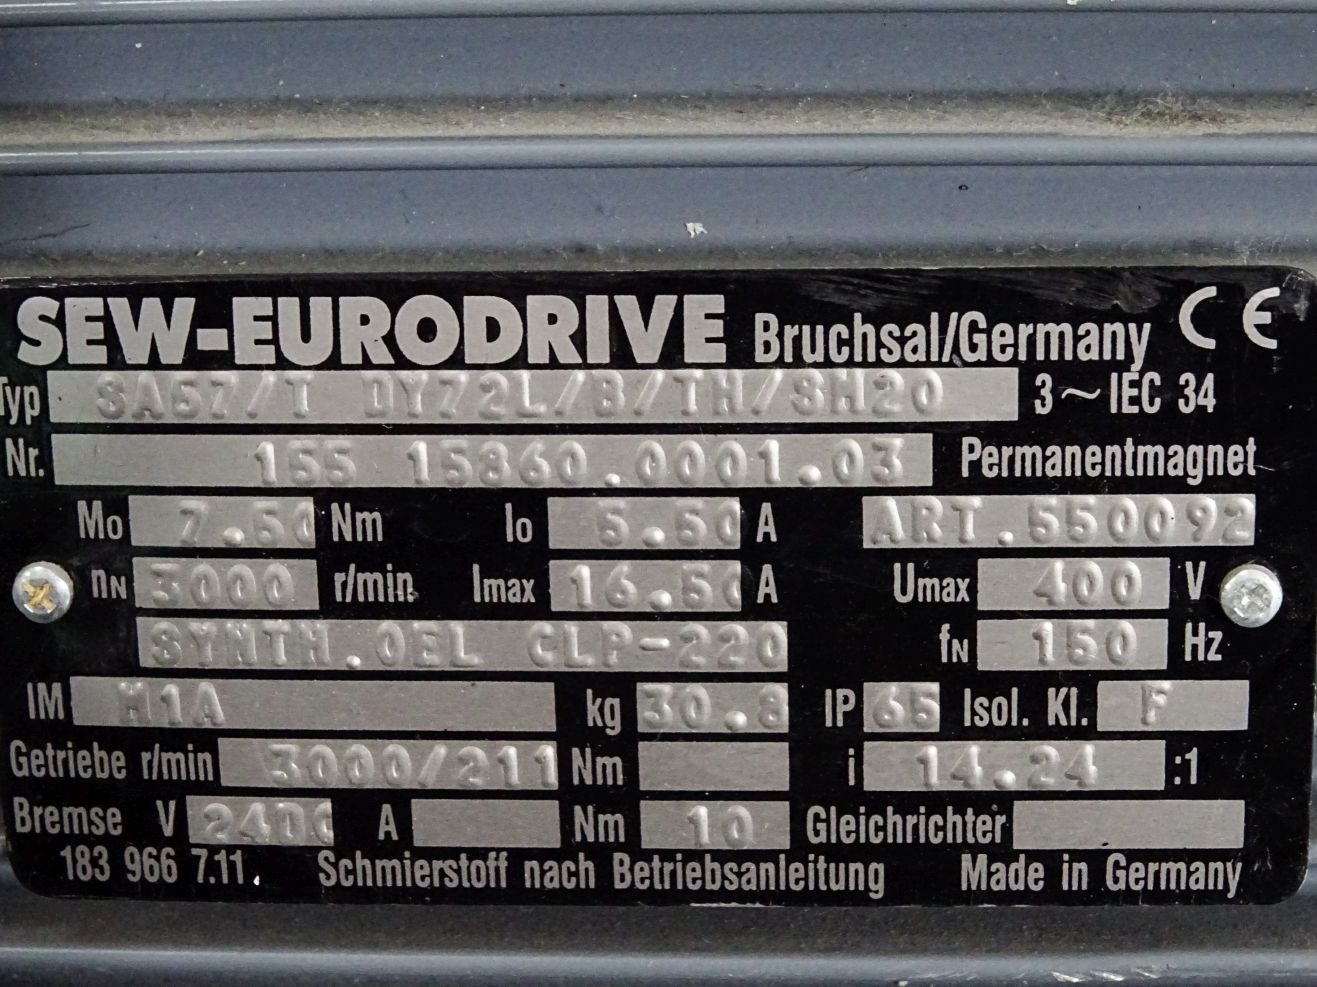 SEW-EURODRIVE Bruchsal/Germany CE
Typ SA57/T DY72L/B/TH/SM20 3~IEC 34
Nr. 155 15860.0001.03 Permanentmagnet
Mo 7.50 Nm Io 5.50 A ART.550092
nN 3000 r/min Imax 16.50 A Umax 400 V
SYNTH.OEL CLP-220 fN 150 Hz
IM M1A kg 30.8 IP 65 Isol. Kl. F
Getriebe r/min 3000/211 Nm i 14.24 :1
Bremse V 24DC A Nm 10 Gleichrichter
183 966 7.11 Schmierstoff nach Betriebsanleitung Made in Germany